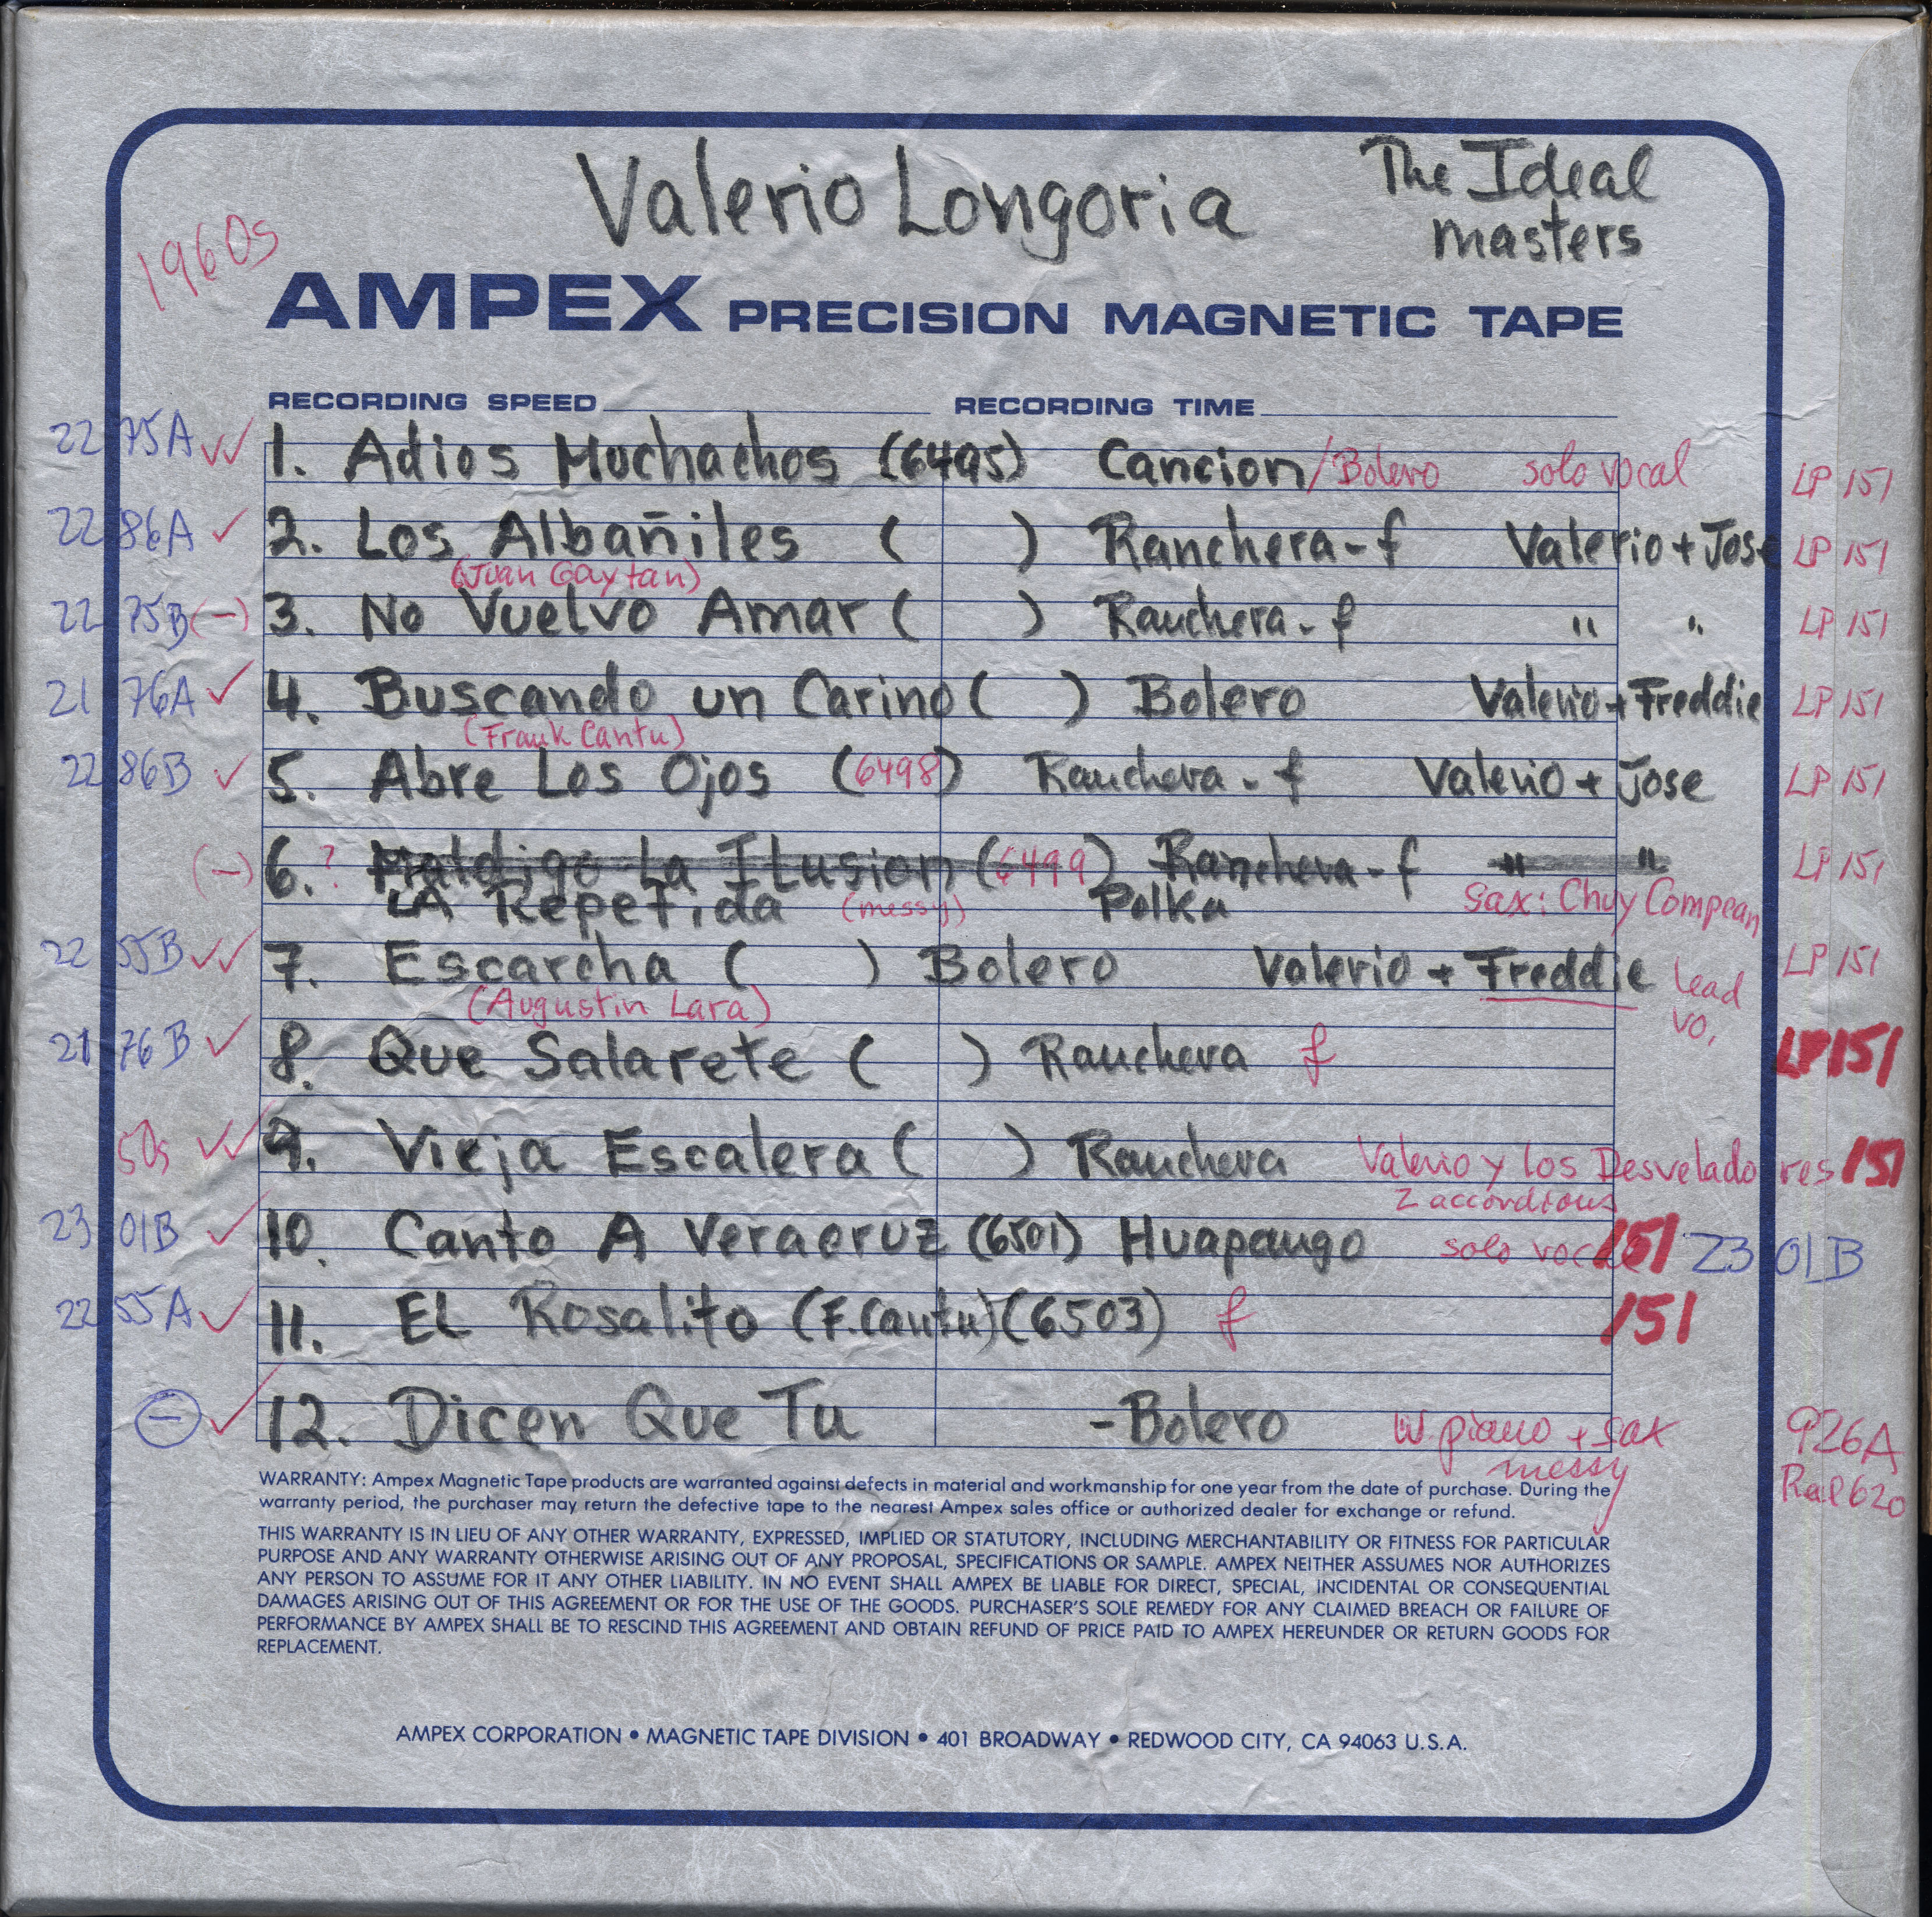 Valerio Longoria
The Ideal
Masters
1960s
AMPEX PRECISION MAGNETIC TAPE
RECORDING SPEED RECORDING TIME
2275A 1. Adios Muchachos (6495) Cancion/Bolero solo vocal LP 151
2286A 2. Los Albañiles ( ) Ranchera-f Valerio + Jose LP 151
(Juan Gaytan)
2275B (-) 3. No Vuelvo Amar ( ) Ranchera-f " " LP 151
2176A 4. Buscando un Carino ( ) Bolero Valerio + Freddie LP 151
(Frank Cantu)
2286B 5. Abre Los Ojos (6498) Ranchera-f Valerio + Jose LP 151
(-) 6. ? Maldigo La Ilusion (6499) Ranchera-f " " LP 151
LA Repetida (messy) Polka Sax: Chuy Compean
2255B 7. Escarcha ( ) Bolero Valerio + Freddie lead vo. LP 151
(Augustin Lara)
2176B 8. Que Salarete ( ) Ranchera f LP151
50s 9. Vieja Escalera ( ) Ranchera Valerio y los Desveladores 151
2 accordions
2301B 10. Canto A Veracruz (6501) Huapango solo vocal 151 2301B
2255A 11. EL Rosalito (F. Cantu) (6503) f 151
- 12. Dicen Que Tu -Bolero w. piano + sax 926A
messy Rel 620
WARRANTY: Ampex Magnetic Tape products are warranted against defects in material and workmanship for one year from the date of purchase. During the
warranty period, the purchaser may return the defective tape to the nearest Ampex sales office or authorized dealer for exchange or refund.
THIS WARRANTY IS IN LIEU OF ANY OTHER WARRANTY, EXPRESSED, IMPLIED OR STATUTORY, INCLUDING MERCHANTABILITY OR FITNESS FOR PARTICULAR
PURPOSE AND ANY WARRANTY OTHERWISE ARISING OUT OF ANY PROPOSAL, SPECIFICATIONS OR SAMPLE. AMPEX NEITHER ASSUMES NOR AUTHORIZES
ANY PERSON TO ASSUME FOR IT ANY OTHER LIABILITY. IN NO EVENT SHALL AMPEX BE LIABLE FOR DIRECT, SPECIAL, INCIDENTAL OR CONSEQUENTIAL
DAMAGES ARISING OUT OF THIS AGREEMENT OR FOR THE USE OF THE GOODS. PURCHASER'S SOLE REMEDY FOR ANY CLAIMED BREACH OR FAILURE OF
PERFORMANCE BY AMPEX SHALL BE TO RESCIND THIS AGREEMENT AND OBTAIN REFUND OF PRICE PAID TO AMPEX HEREUNDER OR RETURN GOODS FOR
REPLACEMENT.
AMPEX CORPORATION • MAGNETIC TAPE DIVISION • 401 BROADWAY • REDWOOD CITY, CA 94063 U.S.A.